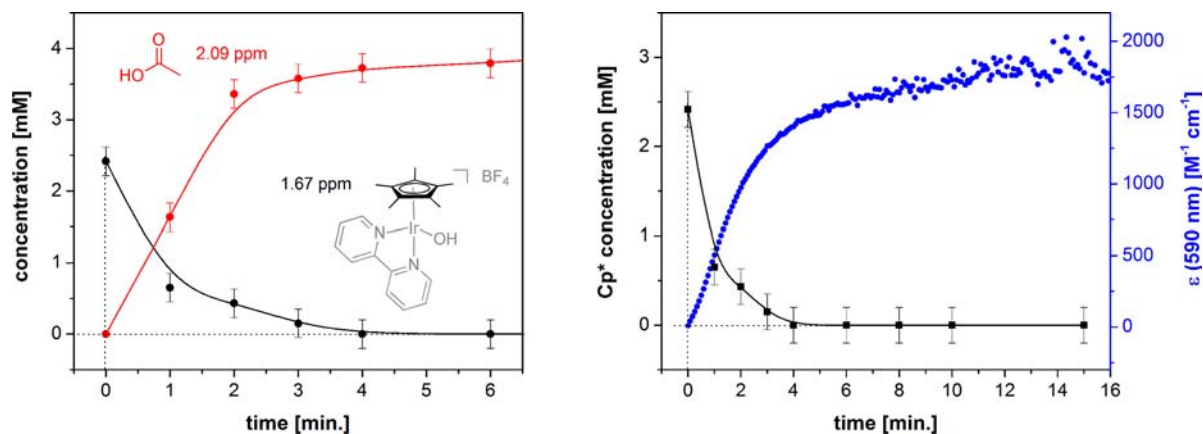 4
3
2
1
0
concentration [mM]
O
HO
2.09 ppm
1.67 ppm
BF4
Ir
OH
N
N
0 1 2 3 4 5 6
time [min.]
3
2
1
0
Cp* concentration [mM]
2000
1500
1000
500
0
ε (590 nm) [M⁻¹ cm⁻¹]
0 2 4 6 8 10 12 14 16
time [min.]